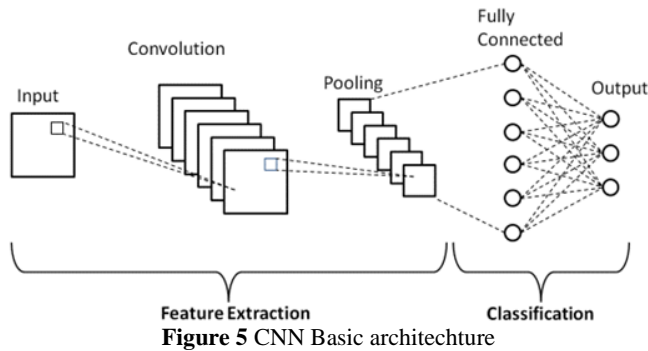 Fully
Connected
Convolution
Pooling
Output
Input
Feature Extraction
Classification
Figure 5 CNN Basic architechture